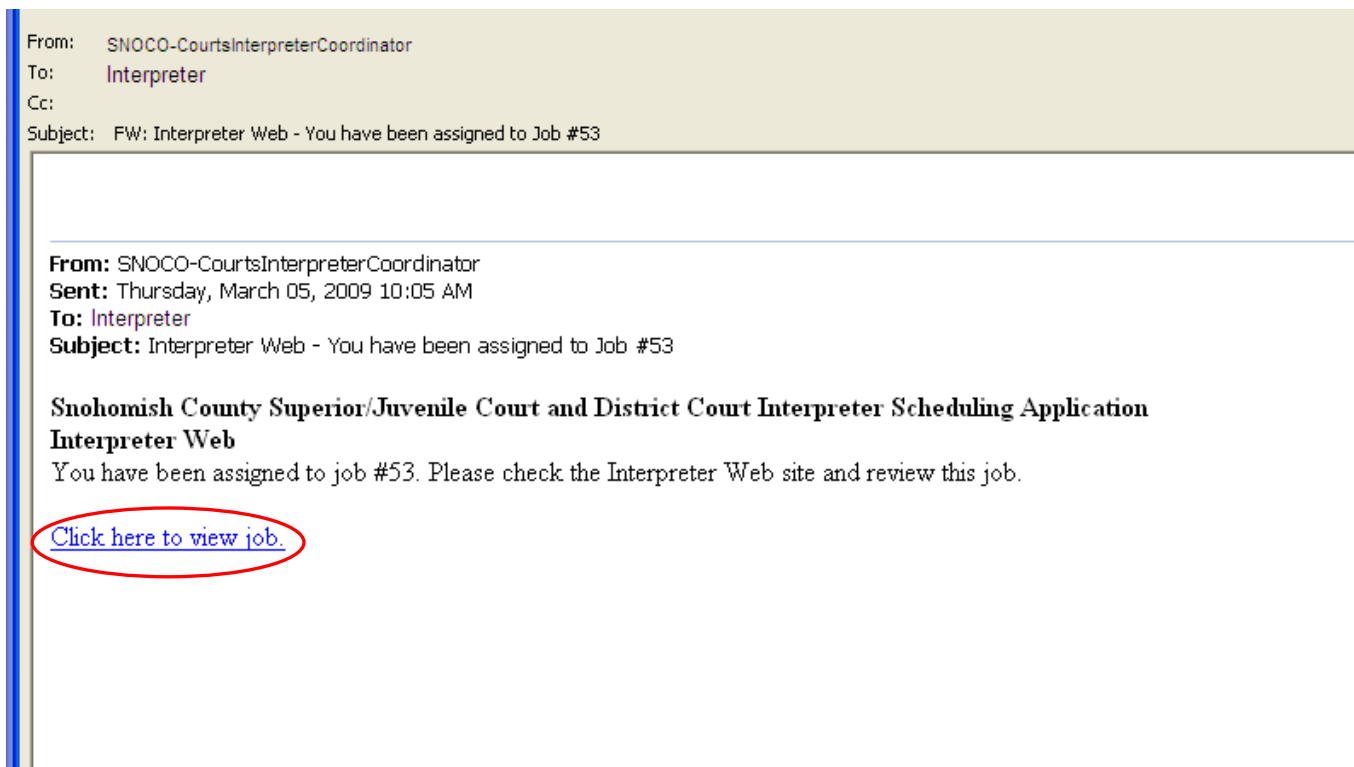 From: SNOCO-CourtsInterpreterCoordinator
To: Interpreter
Cc:
Subject: FW: Interpreter Web - You have been assigned to Job #53
From: SNOCO-CourtsInterpreterCoordinator
Sent: Thursday, March 05, 2009 10:05 AM
To: Interpreter
Subject: Interpreter Web - You have been assigned to Job #53
Snohomish County Superior/Juvenile Court and District Court Interpreter Scheduling Application
Interpreter Web
You have been assigned to job #53. Please check the Interpreter Web site and review this job.
Click here to view job.